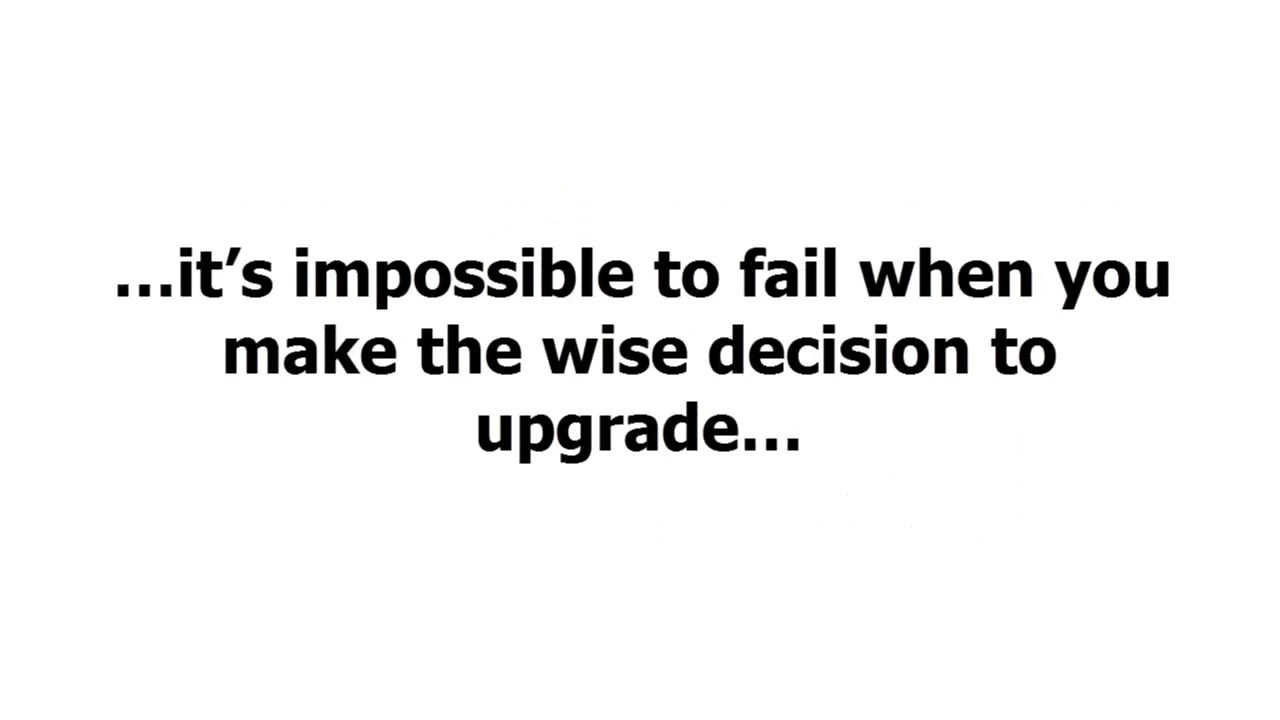 ...it’s impossible to fail when you
make the wise decision to
upgrade...